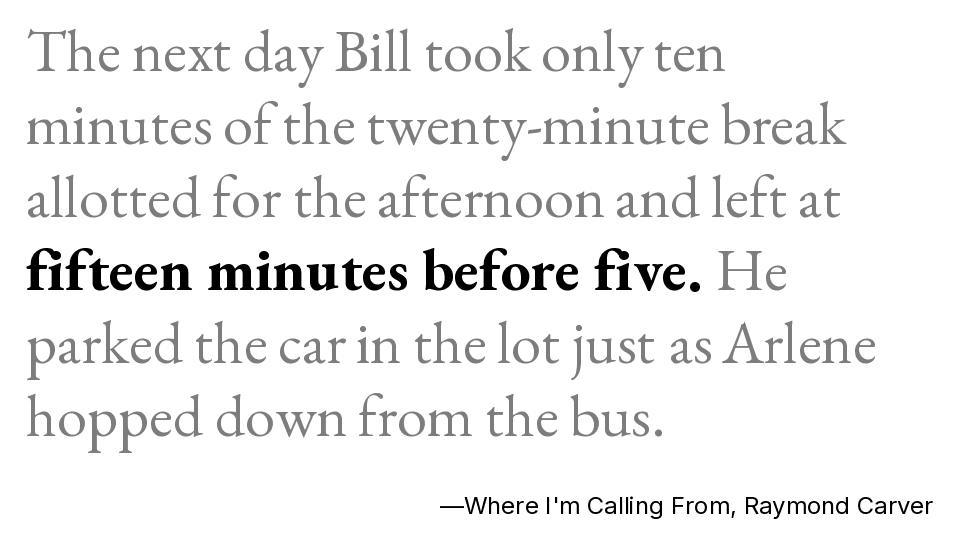 The next day Bill took only ten
minutes of the twenty-minute break
allotted for the afternoon and left at
fifteen minutes before five. He
parked the car in the lot just as Arlene
hopped down from the bus.
—Where I'm Calling From, Raymond Carver